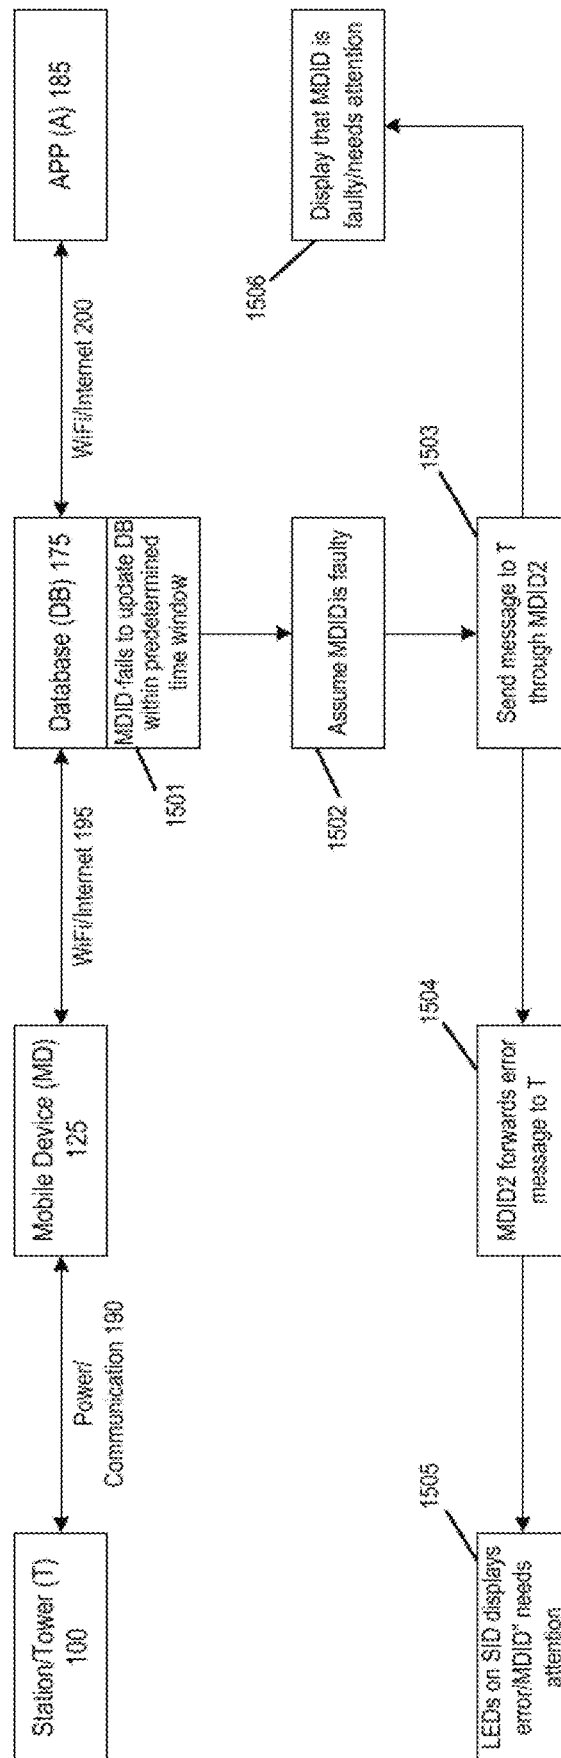 Station/Tower (T)
100
Power/
Communication 190
Mobile Device (MD)
125
WiFi/Internet 195
Database (DB) 175
MDID fails to update DB
within predetermined
time window
1501
WiFi/Internet 200
APP (A) 185
Assume MDID is faulty
1502
Send message to T
through MDID2
1503
MDID2 forwards error
message to T
1504
LEDs on SID displays
error/MDID" needs
attention
1505
Display that MDID is
faulty/needs attention
1506